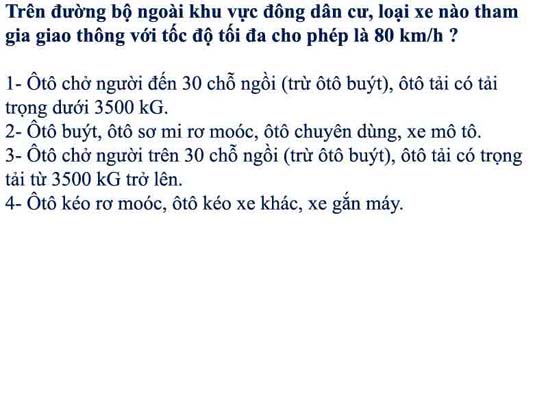 Trên đường bộ ngoài khu vực đông dân cư, loại xe nào tham
gia giao thông với tốc độ tối đa cho phép là 80 km/h ?
1- Ôtô chở người đến 30 chỗ ngồi (trừ ôtô buýt), ôtô tải có tải
trọng dưới 3500 kG.
2- Ôtô buýt, ôtô sơ mi rơ moóc, ôtô chuyên dùng, xe mô tô.
3- Ôtô chở người trên 30 chỗ ngồi (trừ ôtô buýt), ôtô tải có trọng
tải từ 3500 kG trở lên.
4- Ôtô kéo rơ moóc, ôtô kéo xe khác, xe gắn máy.